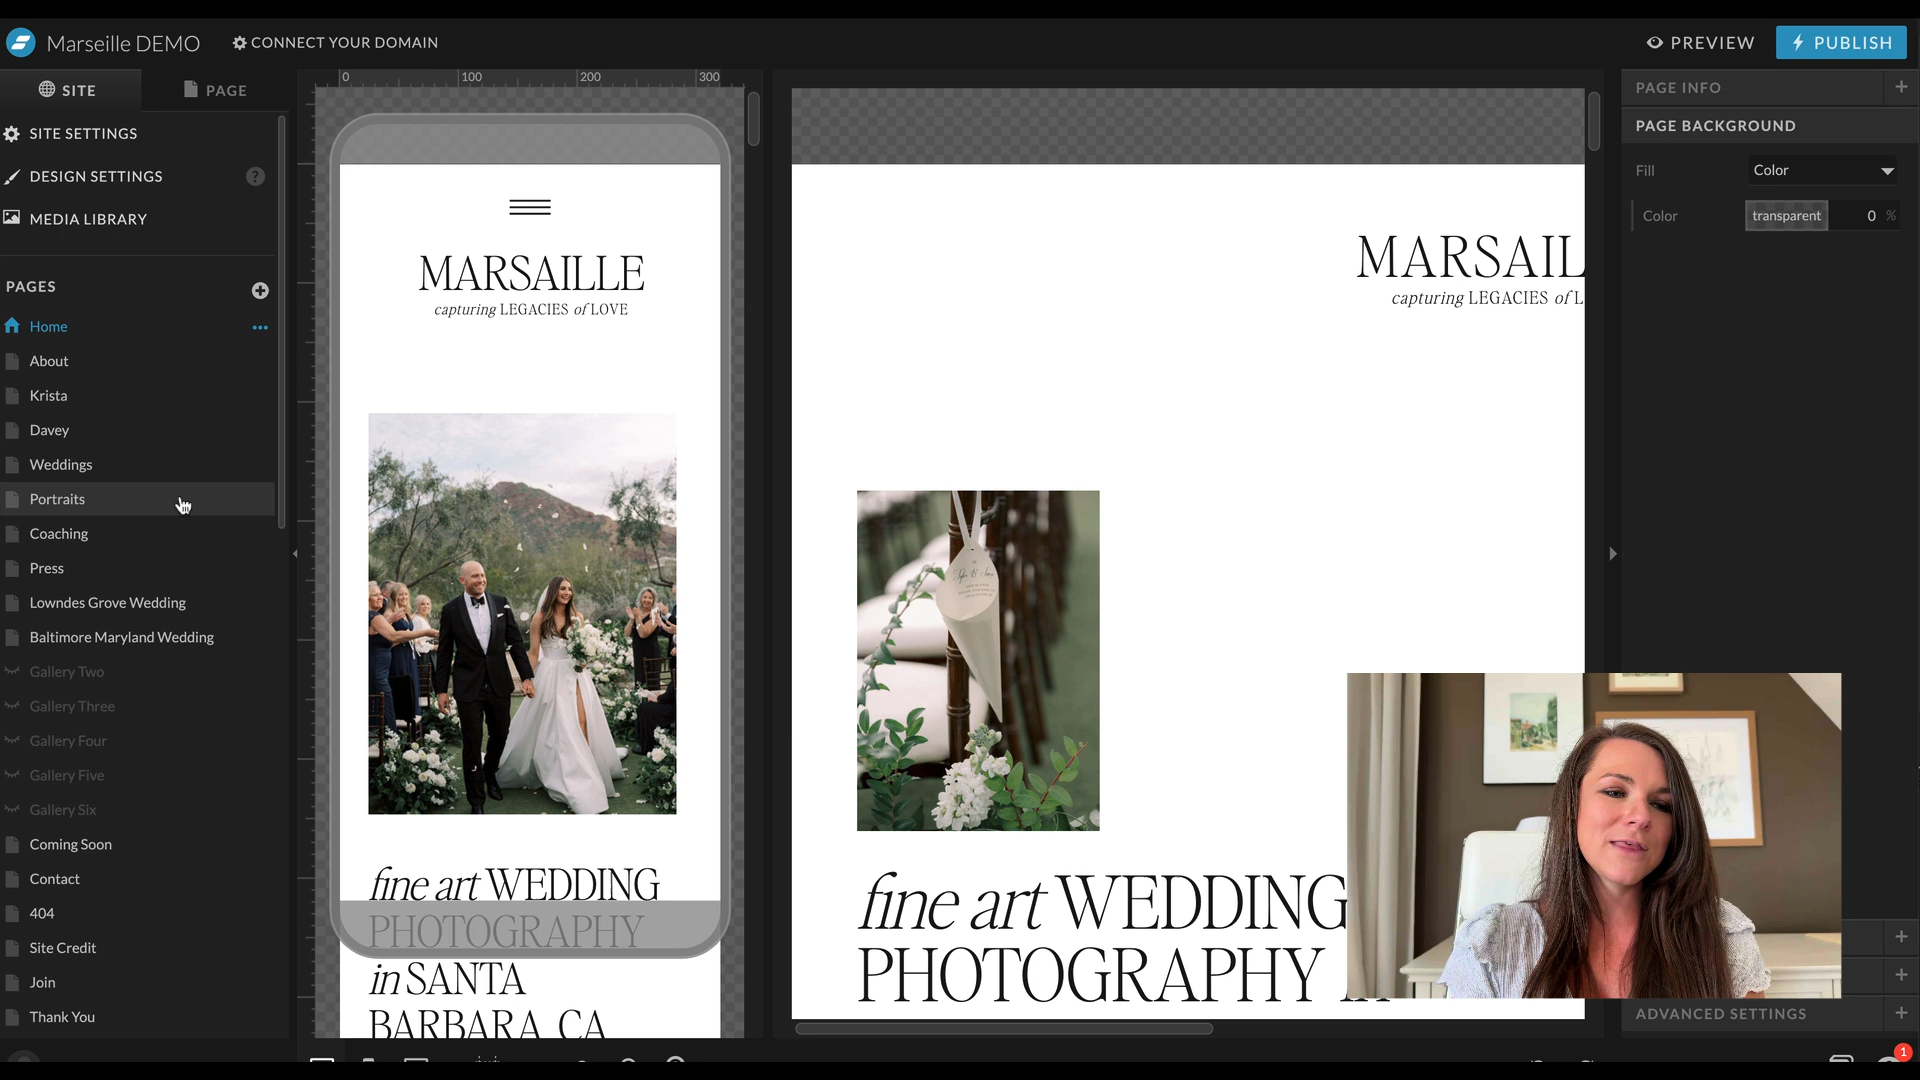 Marseille DEMO
CONNECT YOUR DOMAIN
PREVIEW
PUBLISH
SITE
PAGE
SITE SETTINGS
DESIGN SETTINGS
?
MEDIA LIBRARY
PAGES
Home
About
Krista
Davey
Weddings
Portraits
Coaching
Press
Lowndes Grove Wedding
Baltimore Maryland Wedding
Gallery Two
Gallery Three
Gallery Four
Gallery Five
Gallery Six
Coming Soon
Contact
404
Site Credit
Join
Thank You
0 100 200 300
MARSAILLE
capturing LEGACIES of LOVE
fine art WEDDING
PHOTOGRAPHY
in SANTA
BARBARA, CA
MARSAIL
capturing LEGACIES of L
fine art WEDDING
PHOTOGRAPHY
PAGE INFO
PAGE BACKGROUND
Fill
Color
Color
transparent
0 %
ADVANCED SETTINGS
1